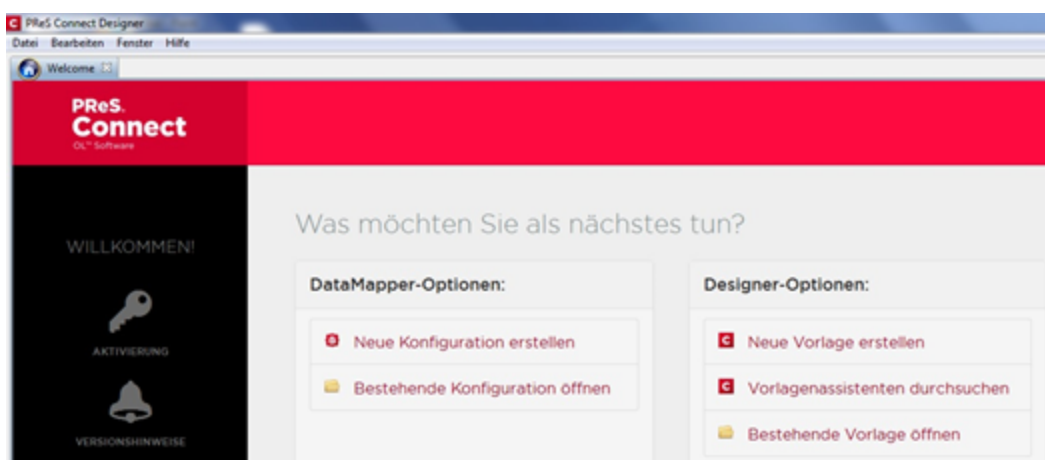 PReS Connect Designer
Datei Bearbeiten Fenster Hilfe
Welcome
PReS.
Connect
OL™ Software
WILLKOMMEN!
AKTIVIERUNG
VERSIONSHINWEISE
Was möchten Sie als nächstes tun?
DataMapper-Optionen:
Neue Konfiguration erstellen
Bestehende Konfiguration öffnen
Designer-Optionen:
Neue Vorlage erstellen
Vorlagenassistenten durchsuchen
Bestehende Vorlage öffnen